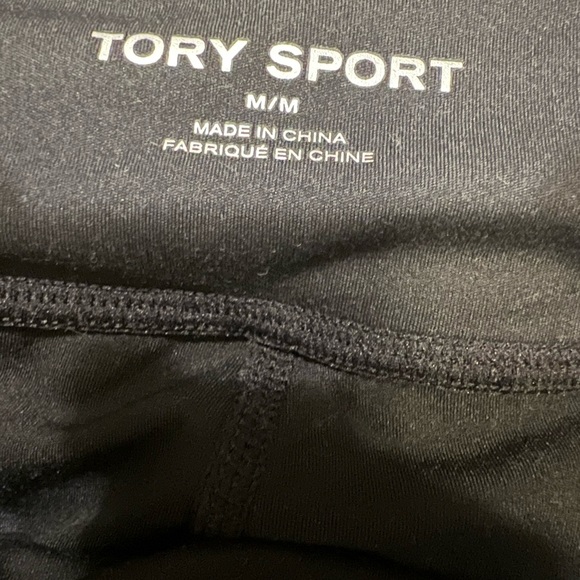 TORY SPORT
M/M
MADE IN CHINA
FABRIQUÉ EN CHINE